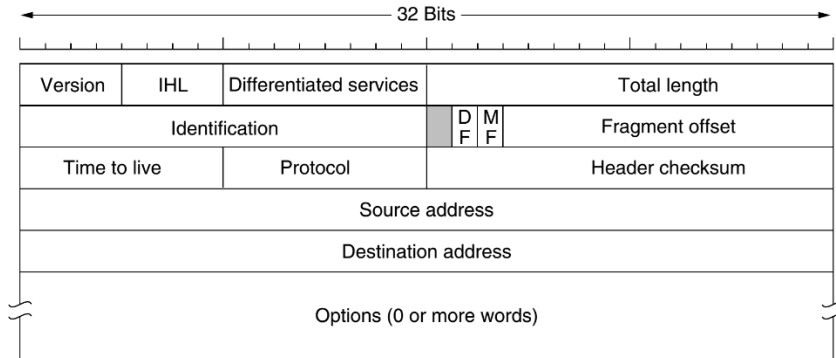 32 Bits
Version IHL Differentiated services Total length
Identification D F M F Fragment offset
Time to live Protocol Header checksum
Source address
Destination address
Options (0 or more words)